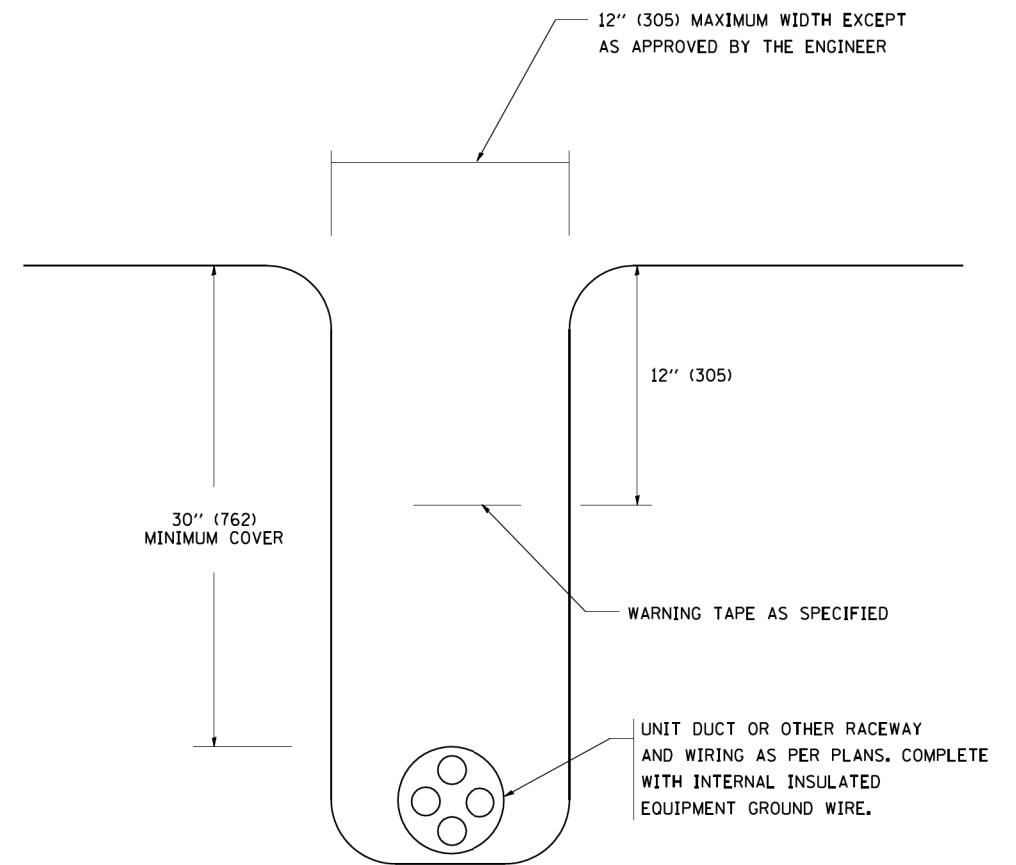 12′′ (305) MAXIMUM WIDTH EXCEPT
AS APPROVED BY THE ENGINEER
12′′ (305)
30′′ (762)
MINIMUM COVER
WARNING TAPE AS SPECIFIED
UNIT DUCT OR OTHER RACEWAY
AND WIRING AS PER PLANS. COMPLETE
WITH INTERNAL INSULATED
EQUIPMENT GROUND WIRE.